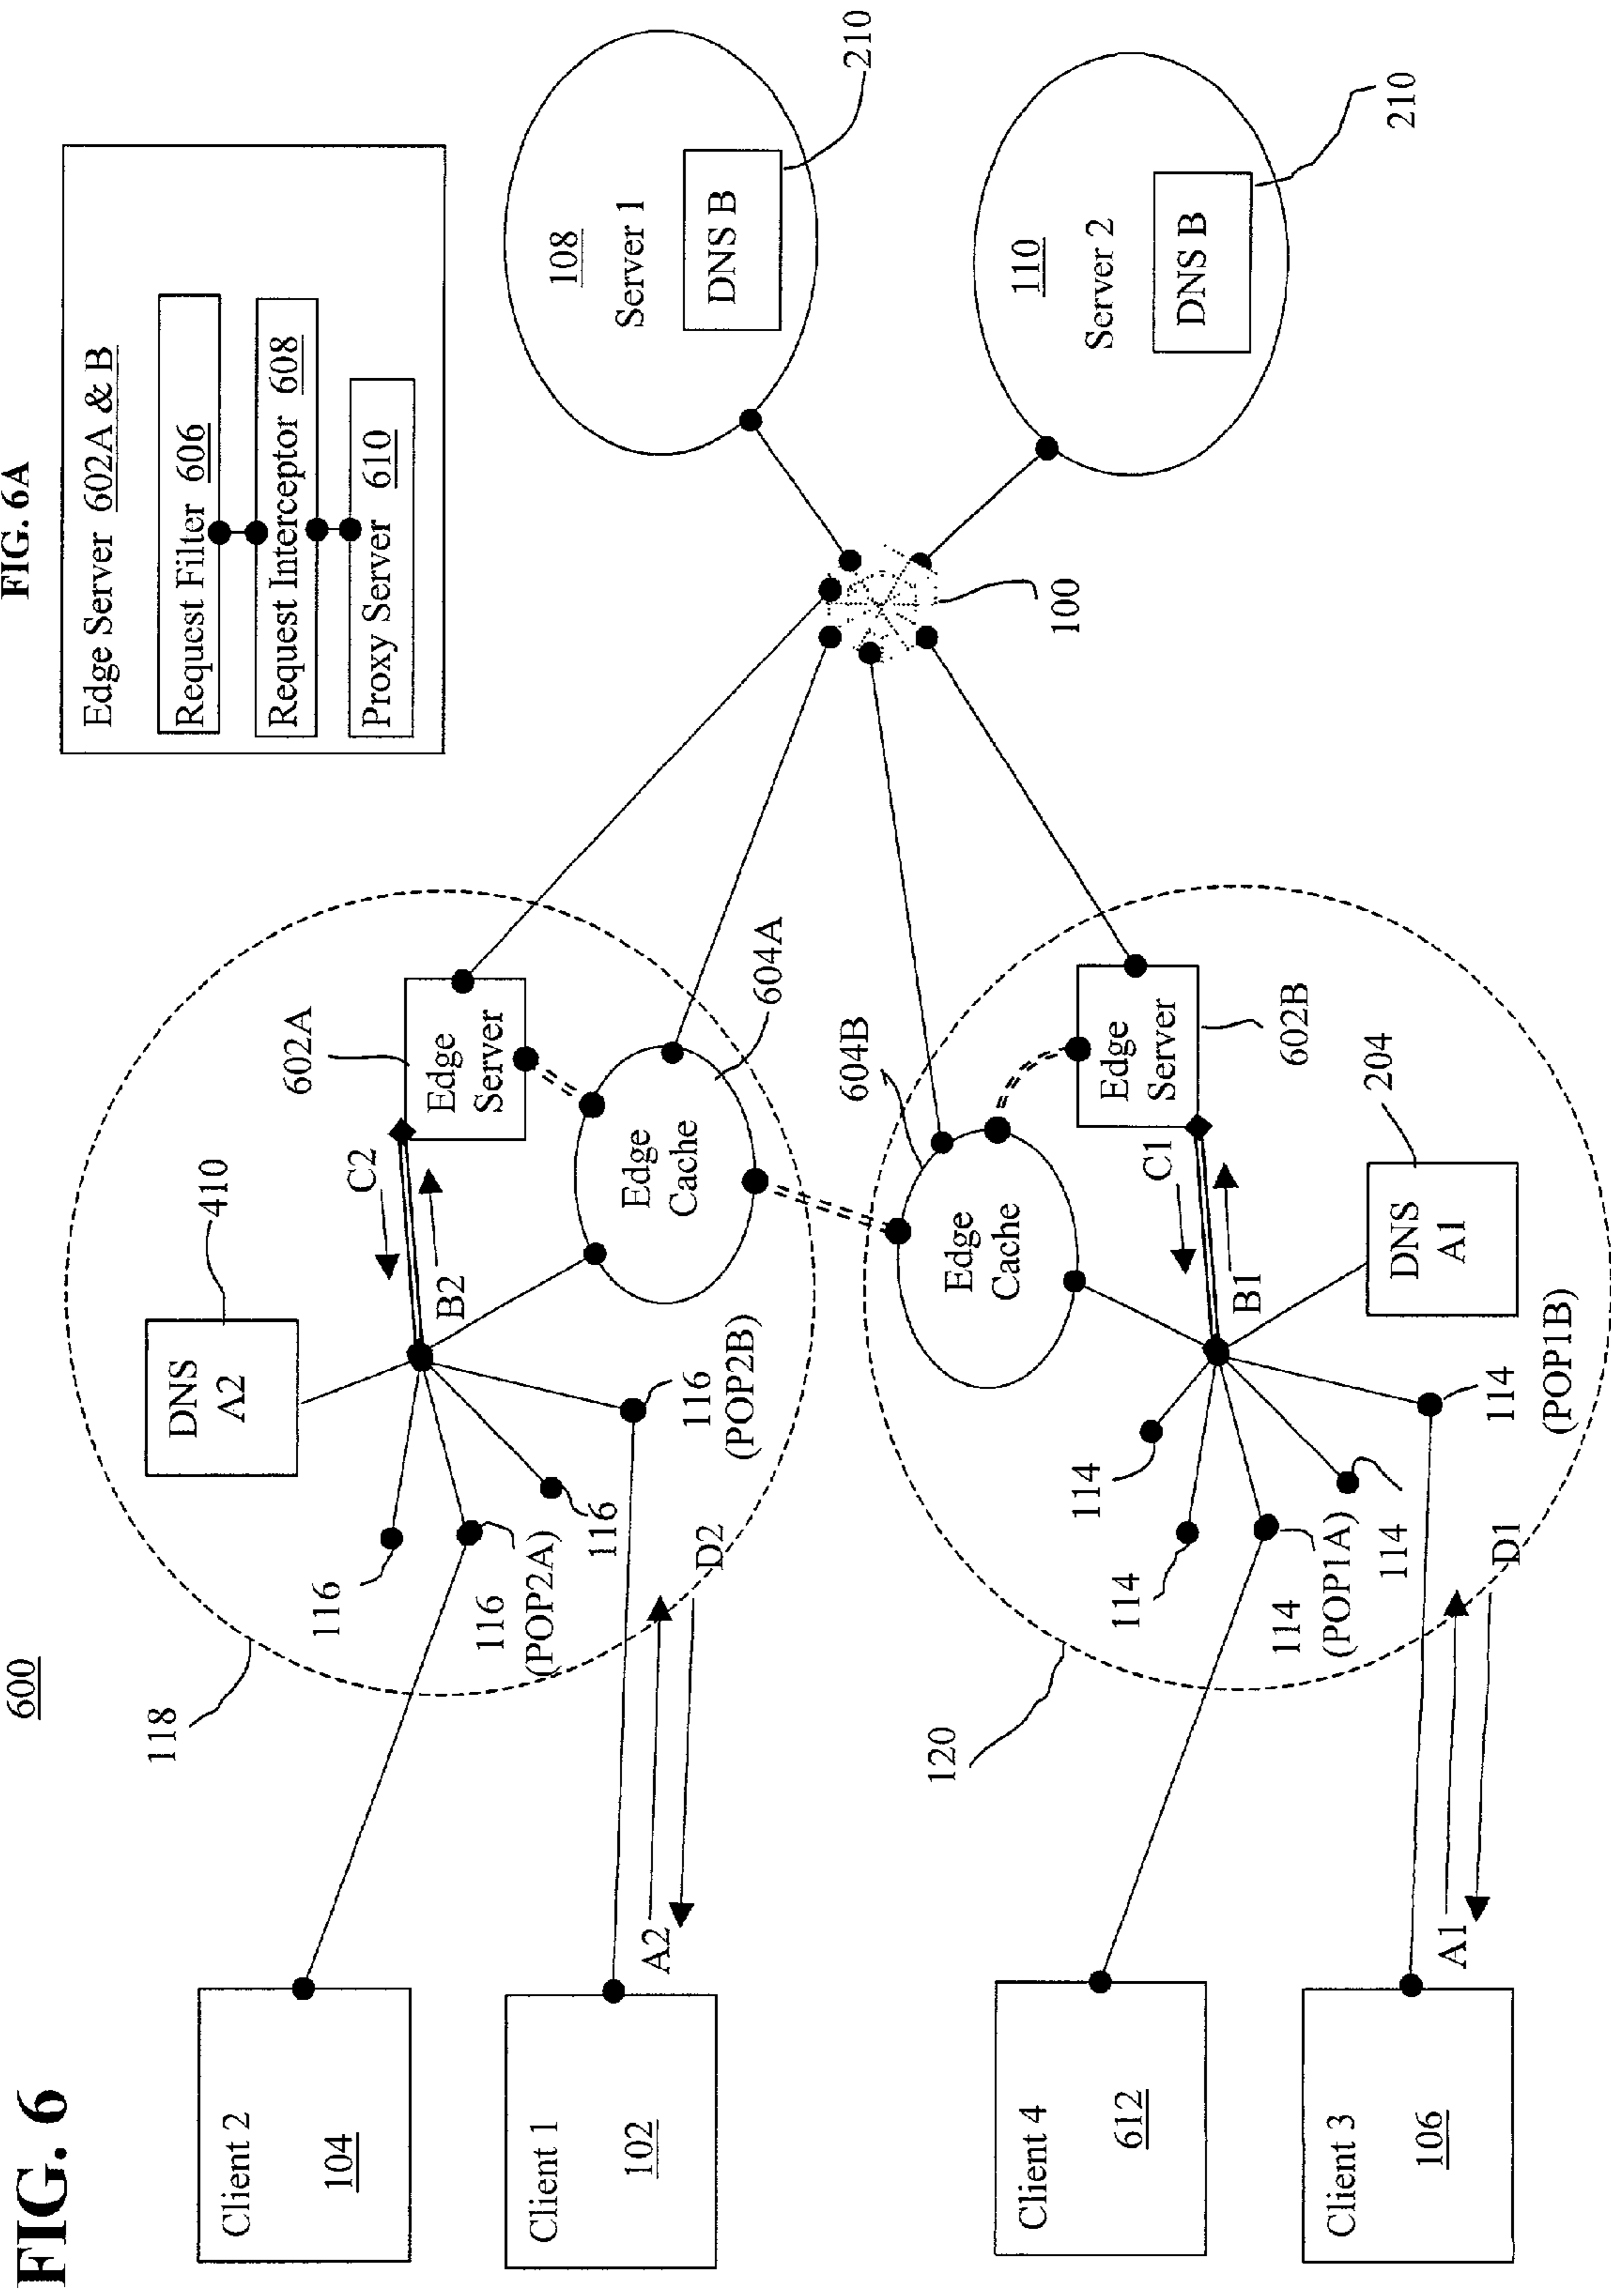 FIG. 6
600
FIG. 6A
Edge Server 602A & B
Request Filter 606
Request Interceptor 608
Proxy Server 610
Client 2
104
Client 1
102
A2
D2
118
DNS
A2
410
116
116
(POP2A)
116
116
(POP2B)
C2
B2
602A
Edge
Server
Edge
Cache
604A
108
Server 1
DNS B
210
100
110
Server 2
DNS B
210
Client 4
612
Client 3
106
A1
D1
120
114
114
114
(POP1A)
114
114
(POP1B)
604B
Edge
Cache
C1
B1
Edge
Server
602B
DNS
A1
204